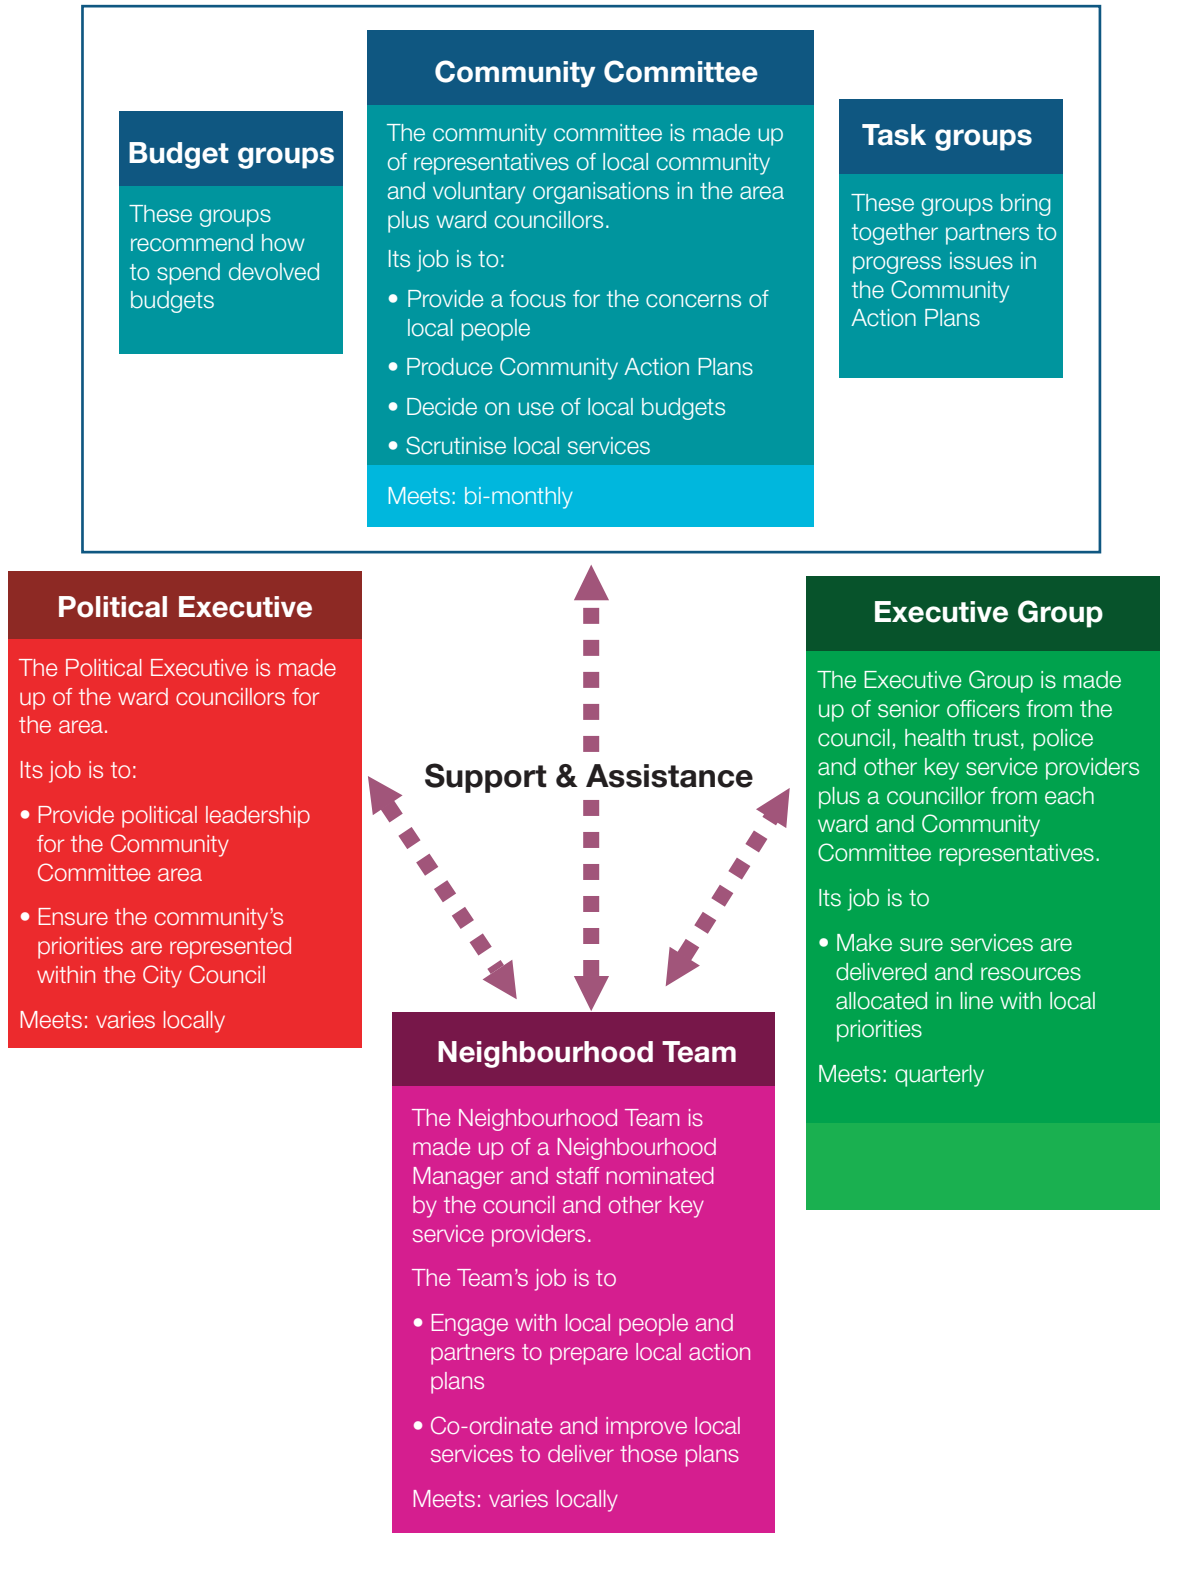 Community Committee
The community committee is made up
of representatives of local community
and voluntary organisations in the area
plus ward councillors.
Its job is to:
• Provide a focus for the concerns of
local people
• Produce Community Action Plans
• Decide on use of local budgets
• Scrutinise local services
Meets: bi-monthly
Budget groups
These groups
recommend how
to spend devolved
budgets
Task groups
These groups bring
together partners to
progress issues in
the Community
Action Plans
Political Executive
The Political Executive is made
up of the ward councillors for
the area.
Its job is to:
• Provide political leadership
for the Community
Committee area
• Ensure the community's
priorities are represented
within the City Council
Meets: varies locally
Support & Assistance
Executive Group
The Executive Group is made
up of senior officers from the
council, health trust, police
and other key service providers
plus a councillor from each
ward and Community
Committee representatives.
Its job is to
• Make sure services are
delivered and resources
allocated in line with local
priorities
Meets: quarterly
Neighbourhood Team
The Neighbourhood Team is
made up of a Neighbourhood
Manager and staff nominated
by the council and other key
service providers.
The Team's job is to
• Engage with local people and
partners to prepare local action
plans
• Co-ordinate and improve local
services to deliver those plans
Meets: varies locally